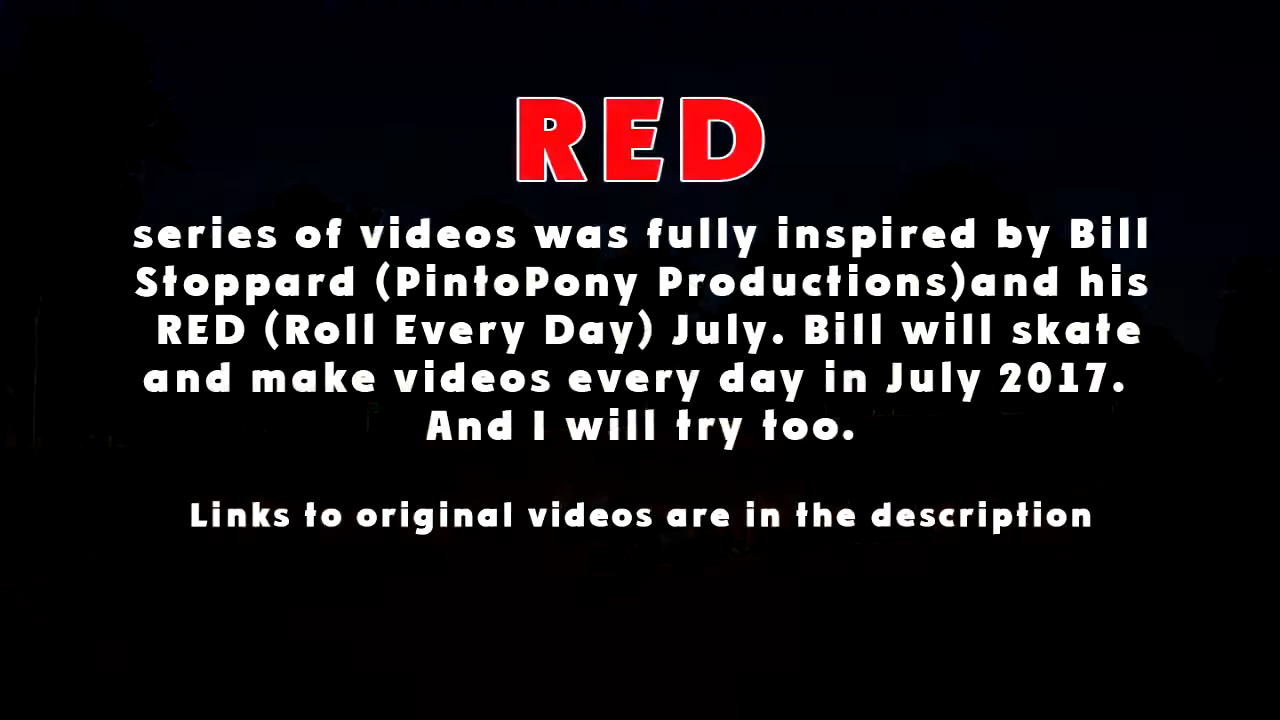 RED
series of videos was fully inspired by Bill
Stoppard (PintoPony Productions)and his
RED (Roll Every Day) July. Bill will skate
and make videos every day in July 2017.
And I will try too.
Links to original videos are in the description